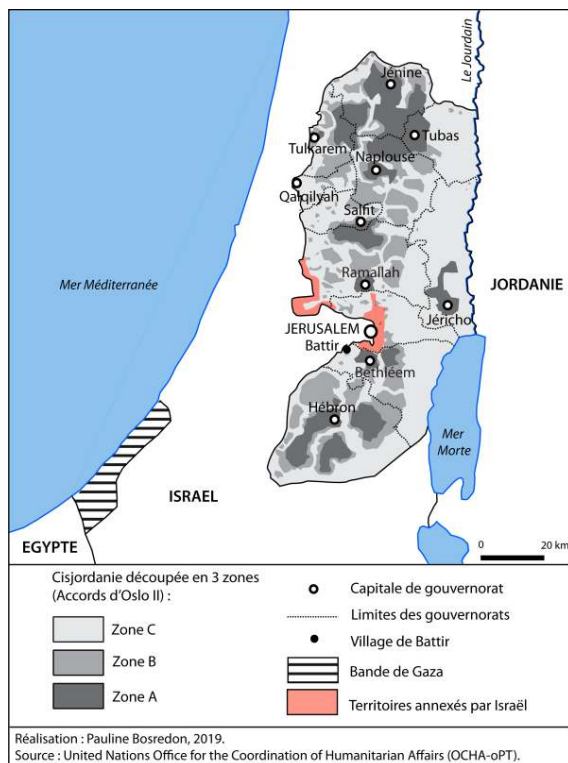 Le Jourdain
Jénine
Tubas
Tulkarem
Naplouse
Qalqilyah
Salfit
Mer Méditerranée
Ramallah
JORDANIE
Jéricho
JERUSALEM
Battir
Bethléem
Hébron
Mer
Morte
ISRAEL
EGYPTE
0 20 km
Cisjordanie découpée en 3 zones
(Accords d'Oslo II) :
Zone C
Zone B
Zone A
Capitale de gouvernorat
Limites des gouvernorats
Village de Battir
Bande de Gaza
Territoires annexés par Israël
Réalisation : Pauline Bosredon, 2019.
Source : United Nations Office for the Coordination of Humanitarian Affairs (OCHA-oPT).